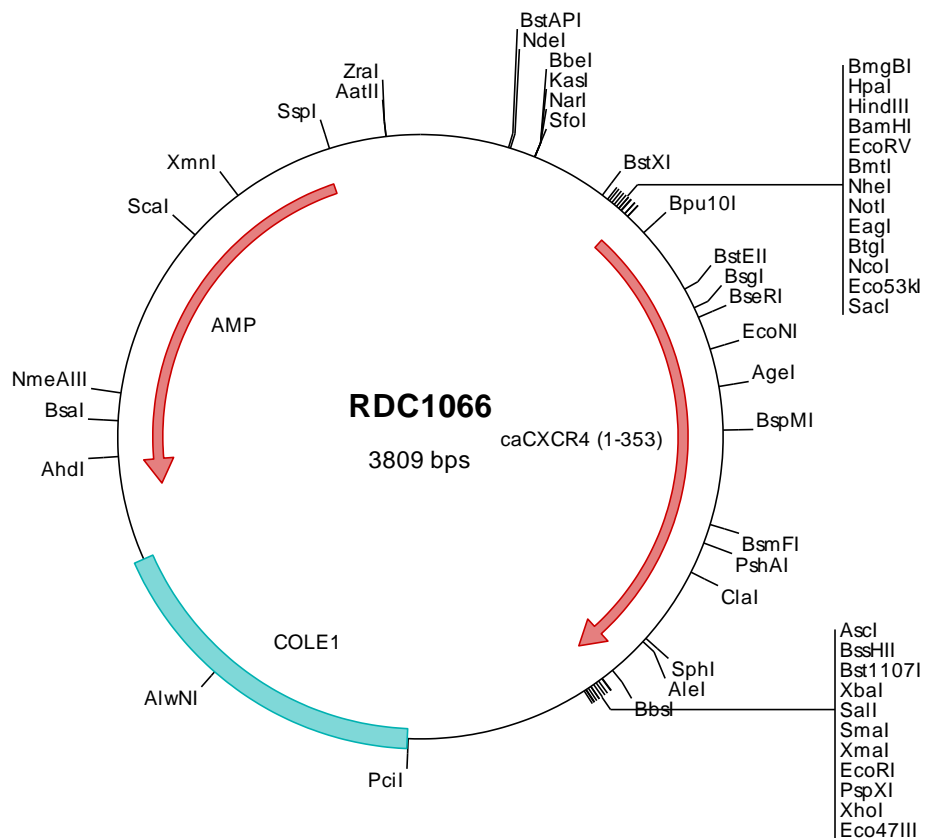 BstAPI
NdeI
BbeI
KasI
NarI
SfoI
ZraI
AatII
SspI
XmnI
ScaI
BstXI
Bpu10I
BmgBI
HpaI
HindIII
BamHI
EcoRV
BmtI
NheI
NotI
EagI
BtgI
NcoI
Eco53kI
SacI
BstEII
BsgI
BseRI
EcoNI
AgeI
BspMI
AMP
NmeAIII
BsaI
AhdI
RDC1066
3809 bps
caCXCR4 (1-353)
BsmFI
PshAI
ClaI
SphI
AleI
BbsI
COLE1
AlwNI
PciI
AscI
BssHII
Bst1107I
XbaI
SalI
SmaI
XmaI
EcoRI
PspXI
XhoI
Eco47III